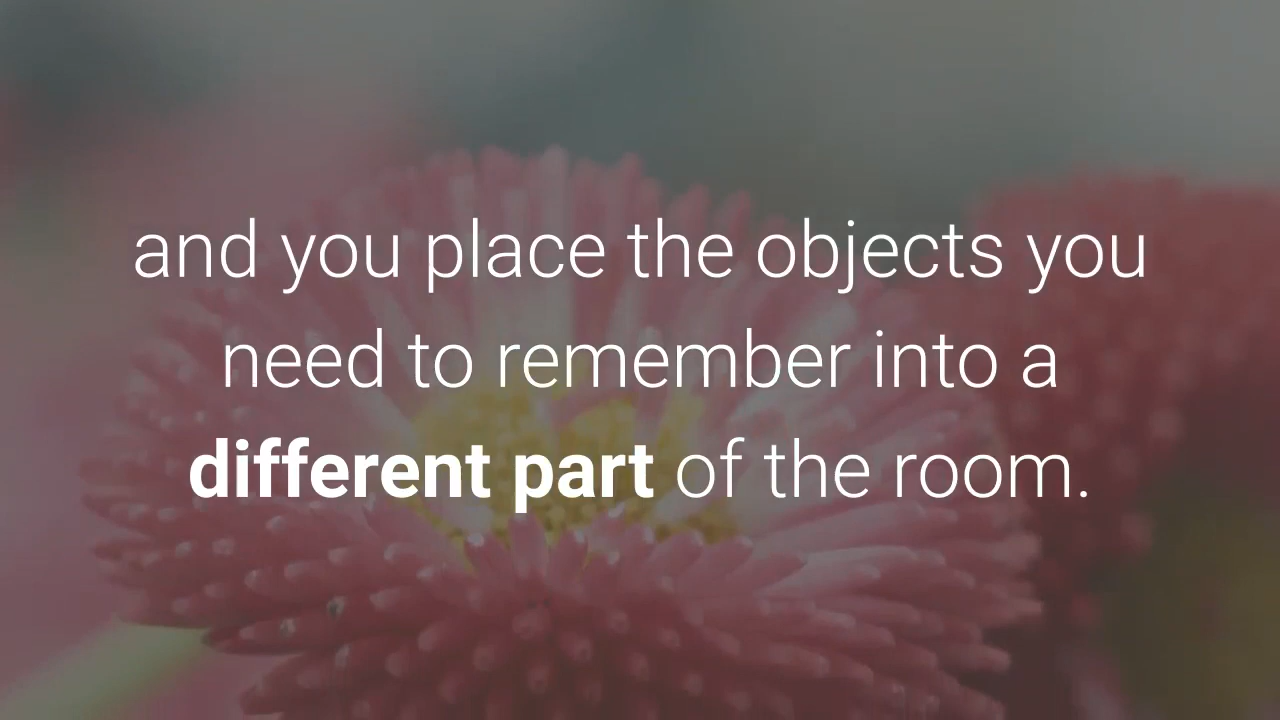 and you place the objects you
need to remember into a
different part of the room.